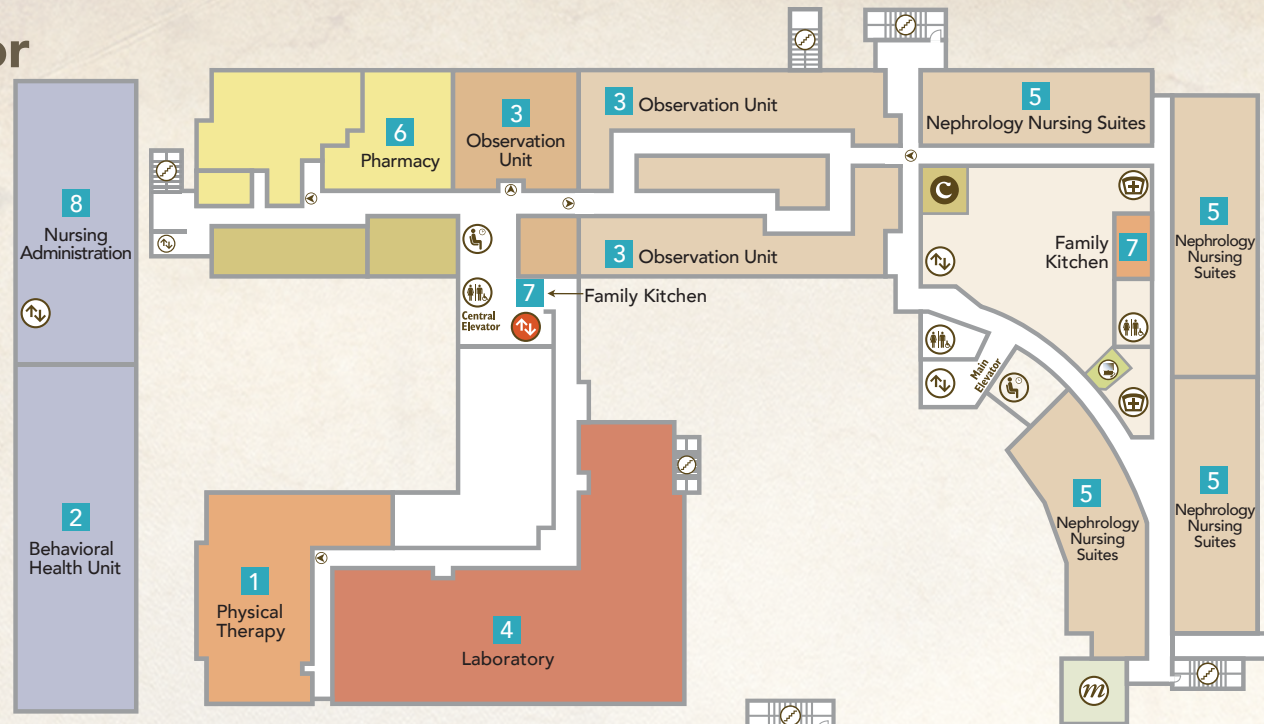 or
8
Nursing
Administration
2
Behavioral
Health Unit
6
Pharmacy
3
Observation
Unit
3 Observation Unit
3 Observation Unit
7
Family Kitchen
Central
Elevator
1
Physical
Therapy
4
Laboratory
5
Nephrology Nursing Suites
C
Family
Kitchen
7
Main
Elevator
5
Nephrology
Nursing
Suites
5
Nephrology
Nursing
Suites
5
Nephrology
Nursing
Suites
m